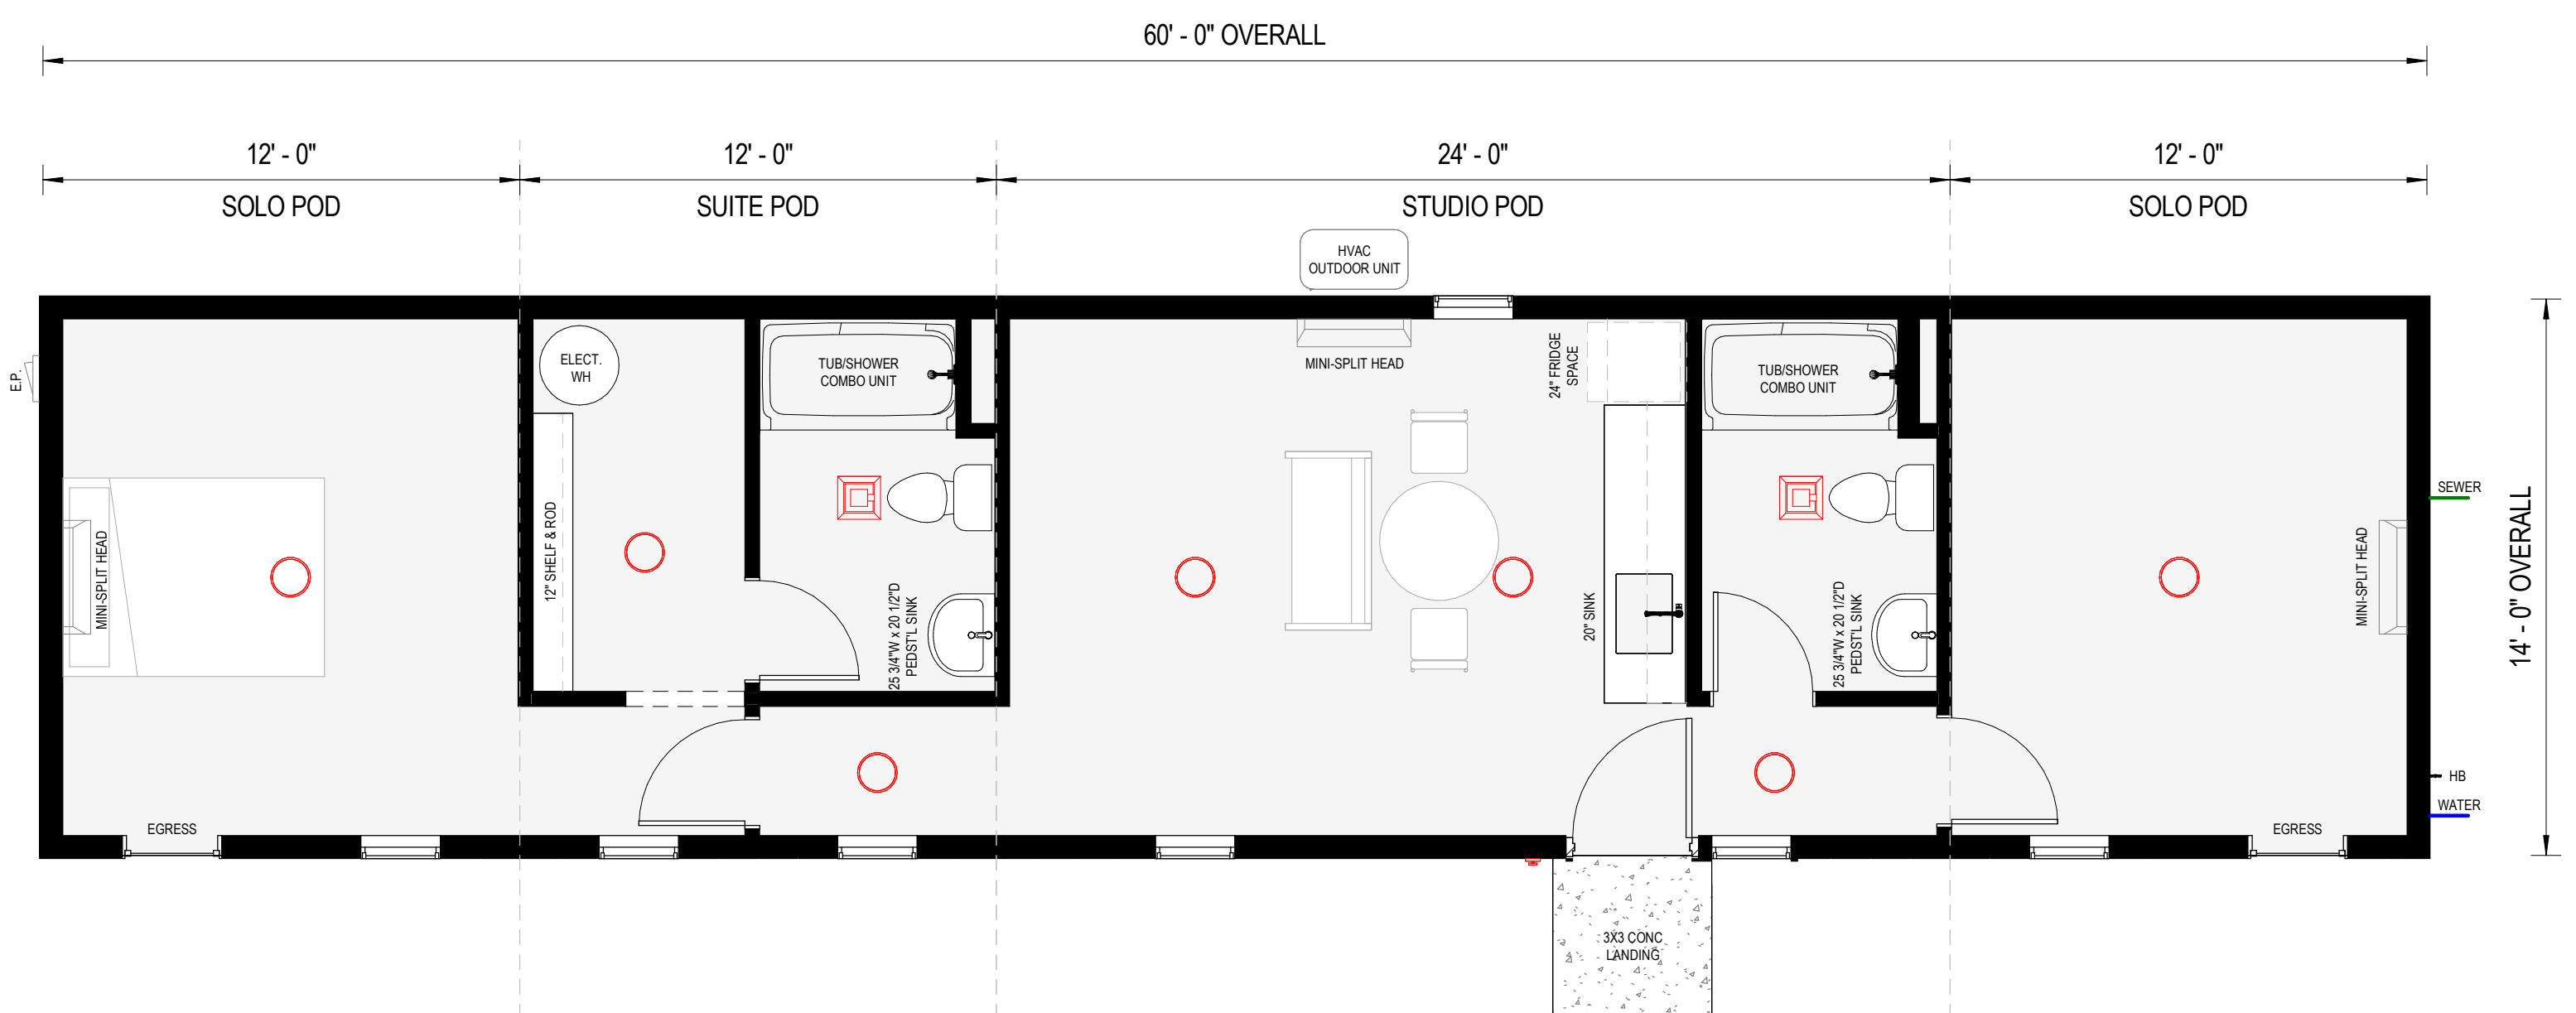 60' - 0" OVERALL
12' - 0"
12' - 0"
24' - 0"
12' - 0"
SOLO POD
SUITE POD
STUDIO POD
SOLO POD
HVAC
OUTDOOR UNIT
E.P.
MINI-SPLIT HEAD
EGRESS
ELECT.
WH
12" SHELF & ROD
TUB/SHOWER
COMBO UNIT
25 3/4"W x 20 1/2"D
PEDST'L SINK
MINI-SPLIT HEAD
24" FRIDGE
SPACE
20" SINK
TUB/SHOWER
COMBO UNIT
25 3/4"W x 20 1/2"D
PEDST'L SINK
MINI-SPLIT HEAD
EGRESS
SEWER
HB
WATER
14' - 0" OVERALL
3X3 CONC
LANDING